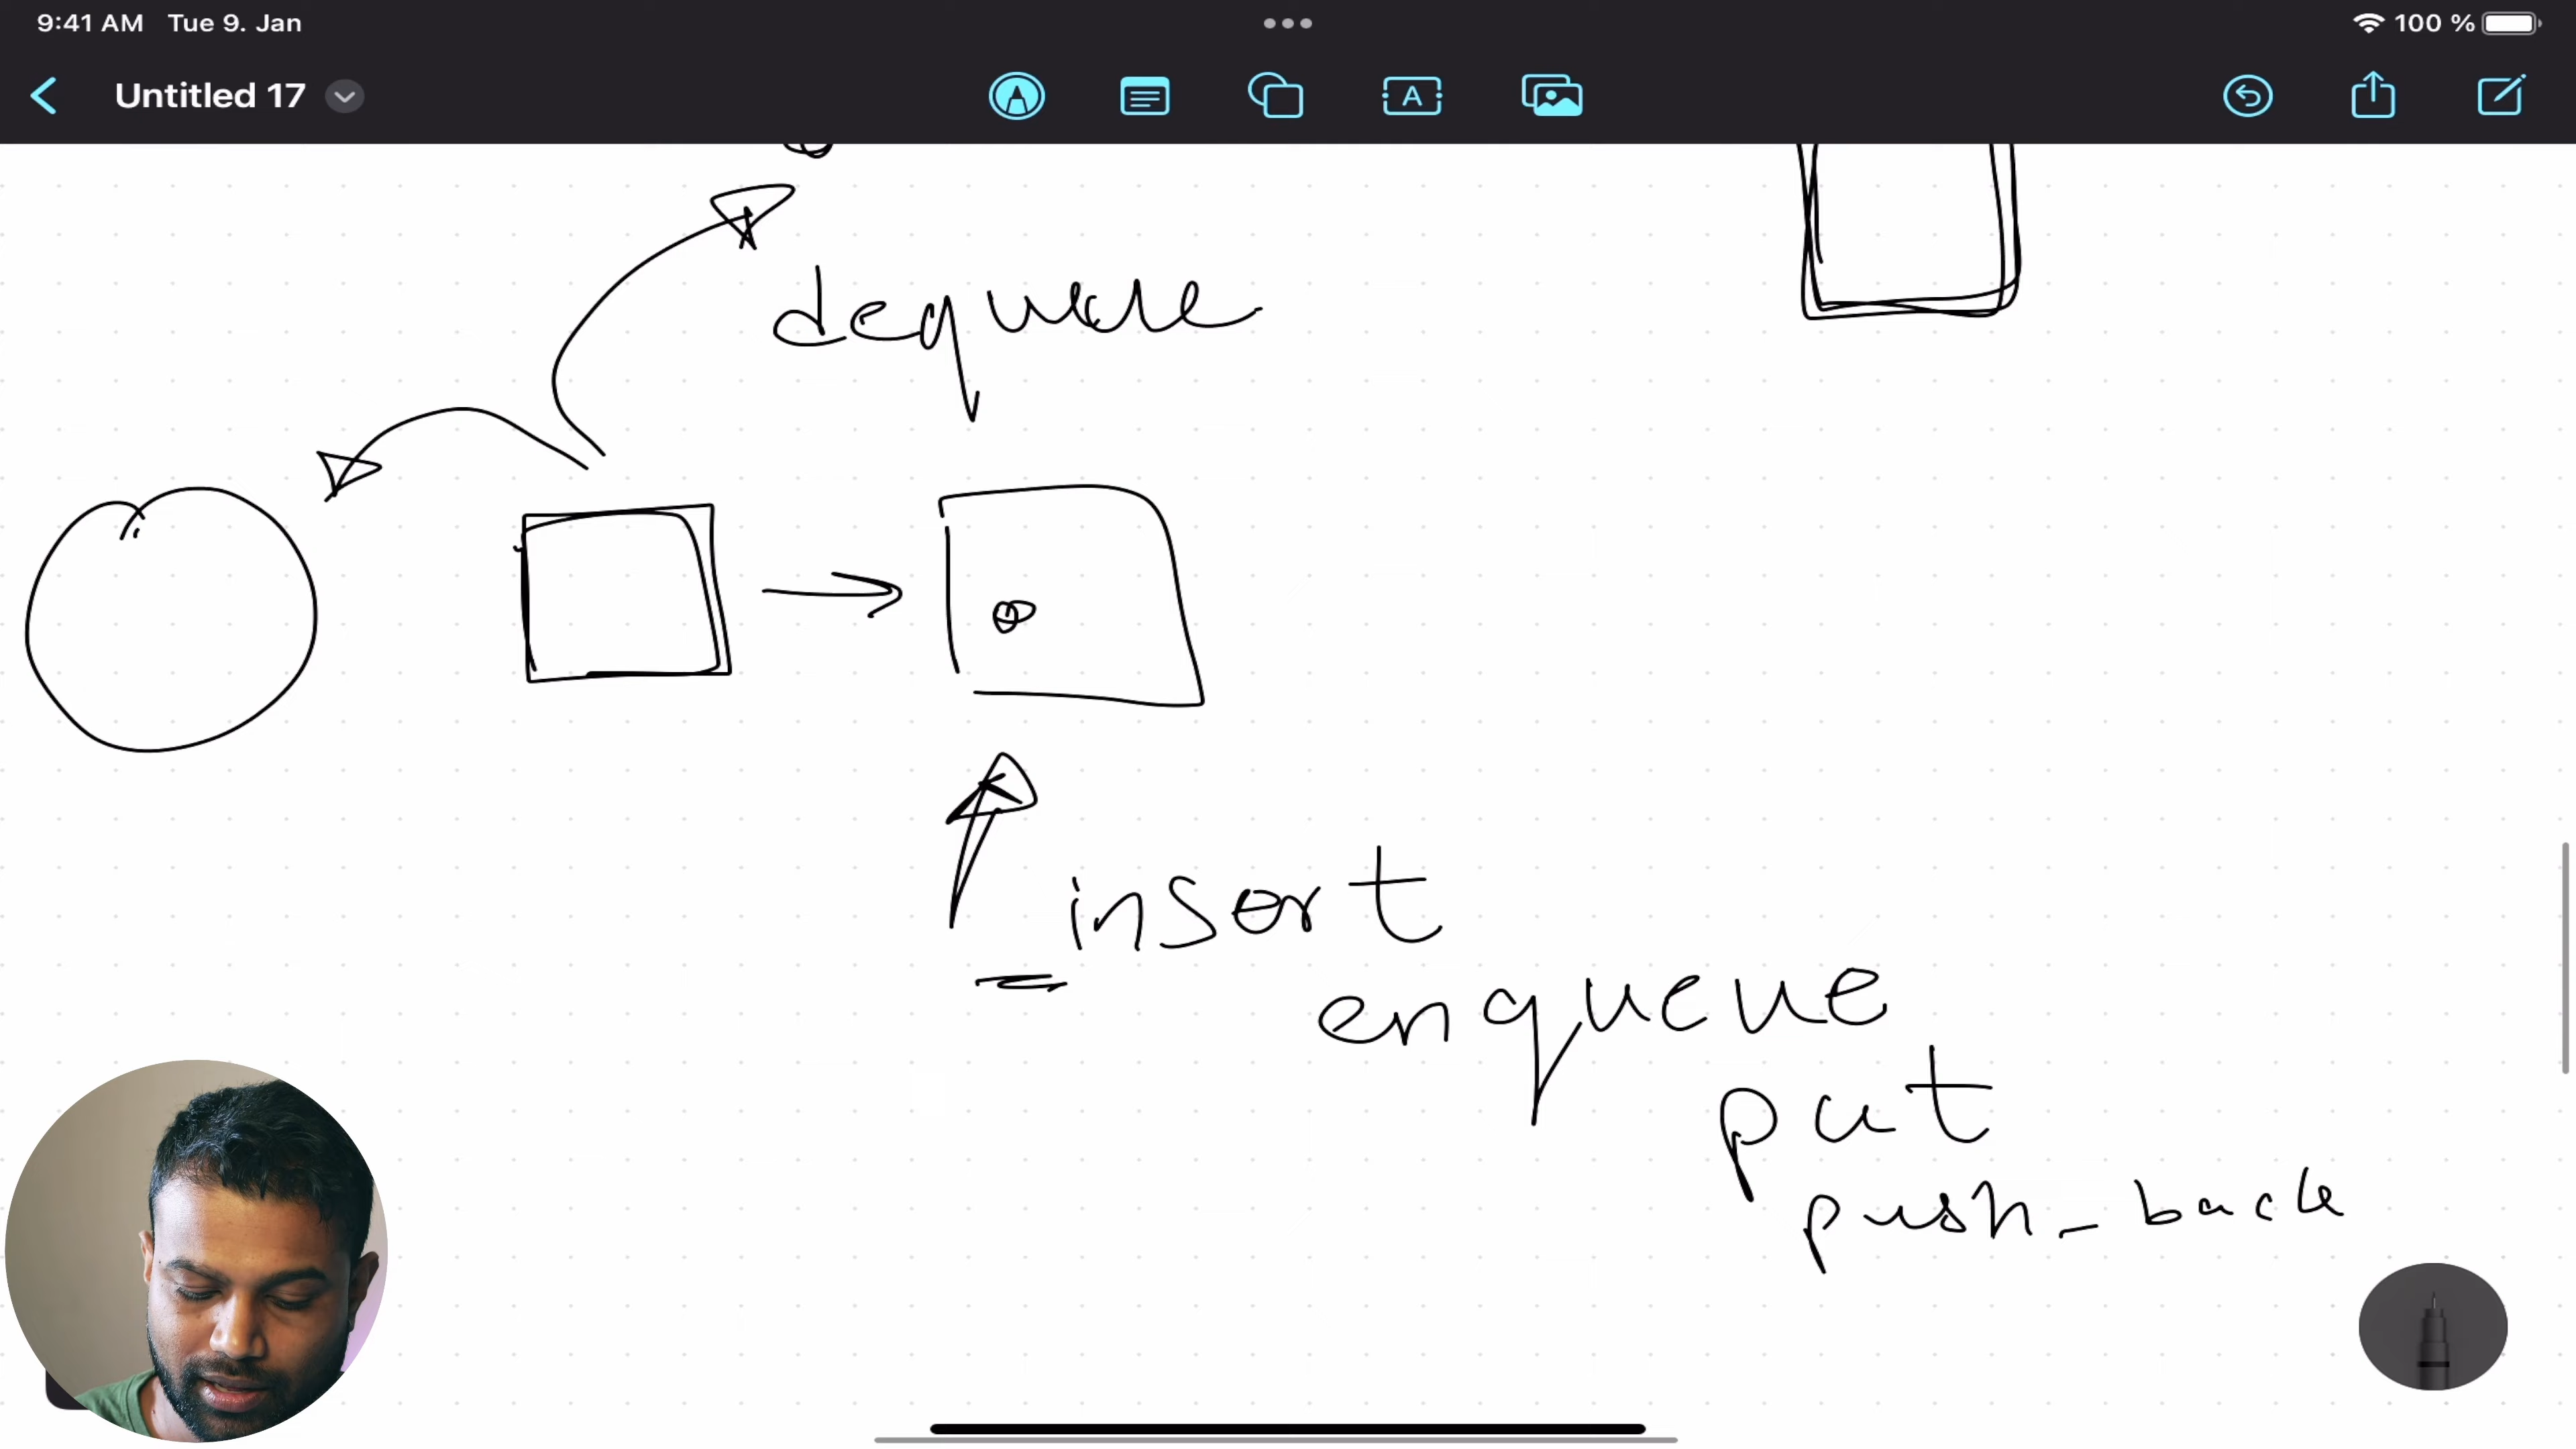 9:41 AM Tue 9. Jan
100 %
Untitled 17
A
dequeue
insert
enqueue
put
push_back